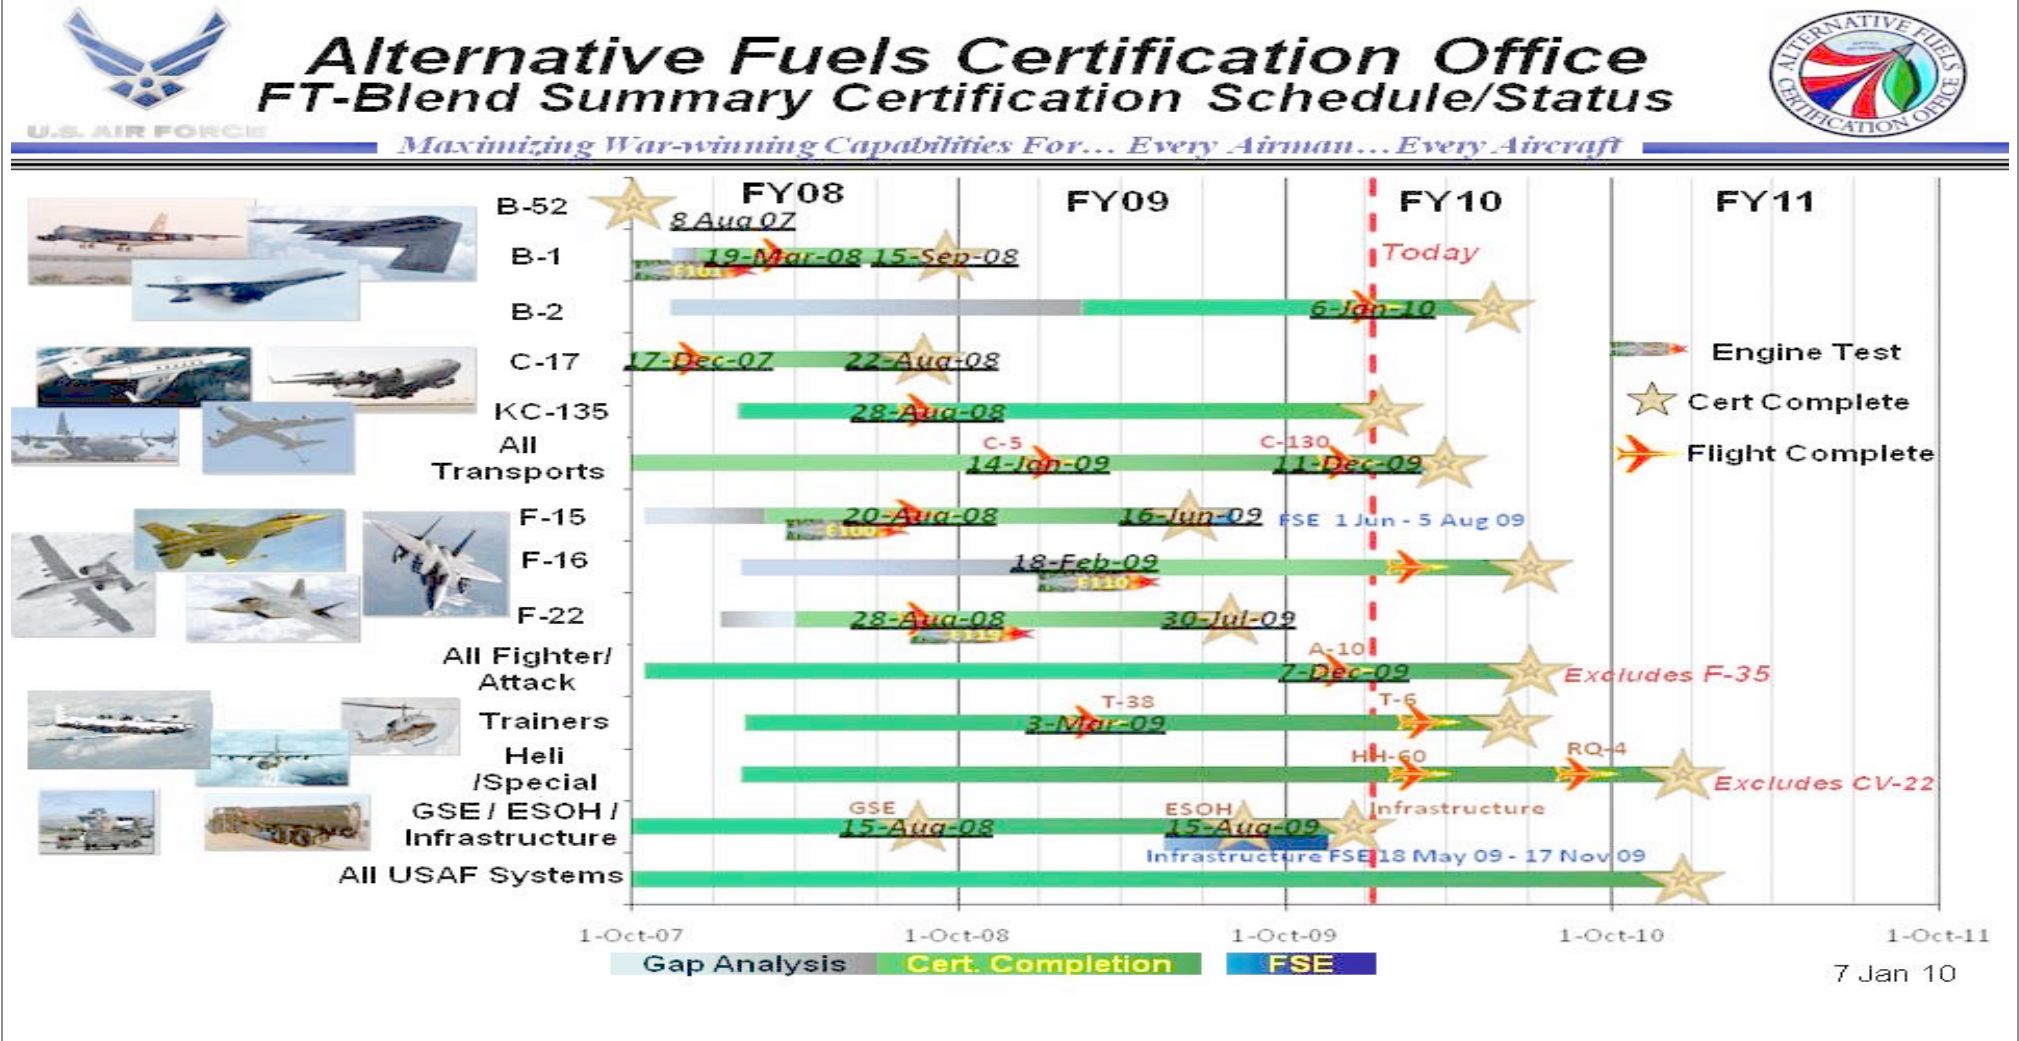 Alternative Fuels Certification Office
FT-Blend Summary Certification Schedule/Status
U.S. AIR FORCE
ALTERNATIVE FUELS CERTIFICATION OFFICE
Maximizing War-winning Capabilities For... Every Airman...Every Aircraft
FY08 FY09 FY10 FY11
B-52
8 Aug 07
Today
B-1
19-Mar-08 15-Sep-08
F101
B-2
6-Jan-10
Engine Test
C-17
17-Dec-07 22-Aug-08
Cert Complete
KC-135
28-Aug-08
Flight Complete
All
Transports
C-5 C-130
14-Jan-09 11-Dec-09
F-15
20-Aug-08 16-Jun-09 FSE 1 Jun - 5 Aug 09
F100
F-16
18-Feb-09
F110
F-22
28-Aug-08 30-Jul-09
F119
All Fighter/
Attack
A-10
7-Dec-09 Excludes F-35
Trainers
T-38 T-6
3-Mar-09
Heli
/Special
HH-60 RQ-4
Excludes CV-22
GSE / ESOH /
Infrastructure
GSE ESOH Infrastructure
15-Aug-08 15-Aug-09
Infrastructure FSE 18 May 09 - 17 Nov 09
All USAF Systems
1-Oct-07 1-Oct-08 1-Oct-09 1-Oct-10 1-Oct-11
Gap Analysis Cert. Completion FSE
7 Jan 10